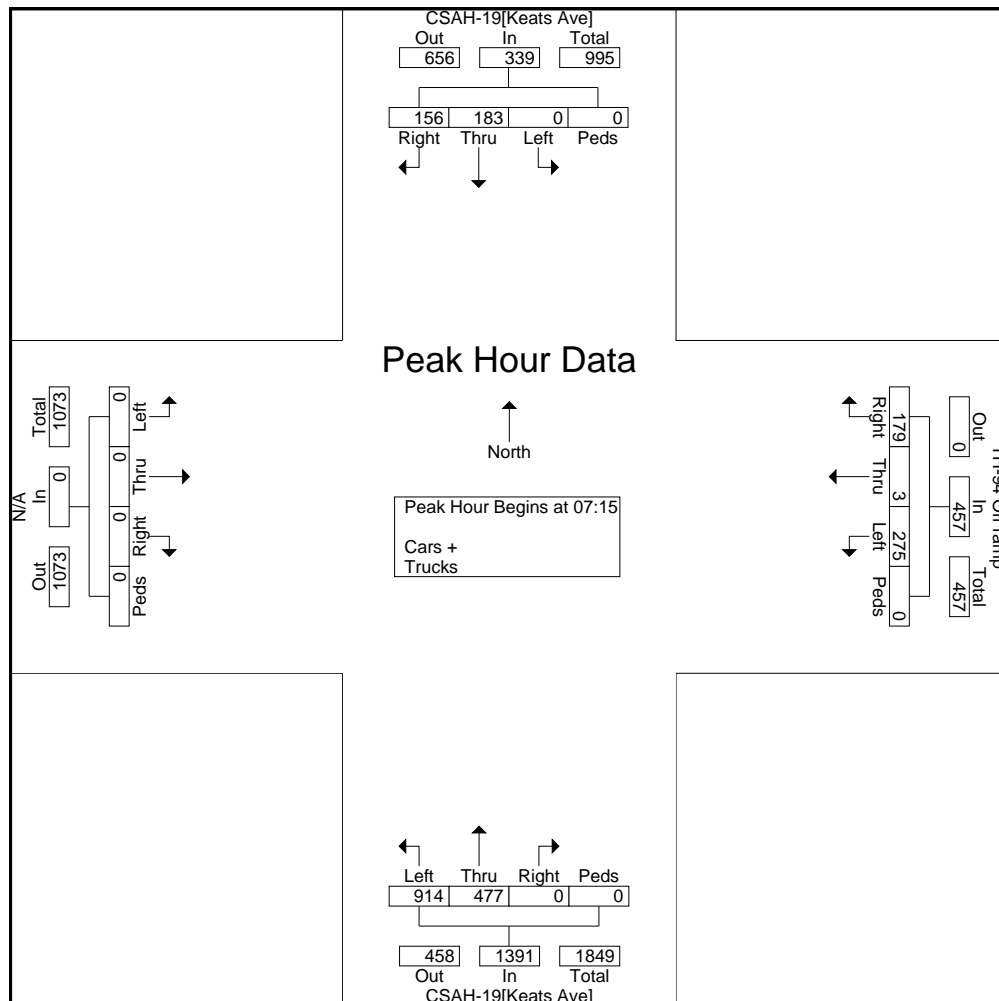 CSAH-19[Keats Ave]
Out In Total
656 339 995
156 183 0 0
Right Thru Left Peds
Peak Hour Data
North
Peak Hour Begins at 07:15
Cars +
Trucks
N/A
Total In Out
1073 0 1073
0 0 0 0
Left Thru Right Peds
Right Thru Left Peds
179 3 275 0
Out In Total
0 457 457
ramp
Left Thru Right Peds
914 477 0 0
458 1391 1849
Out In Total
CSAH-19[Keats Ave]